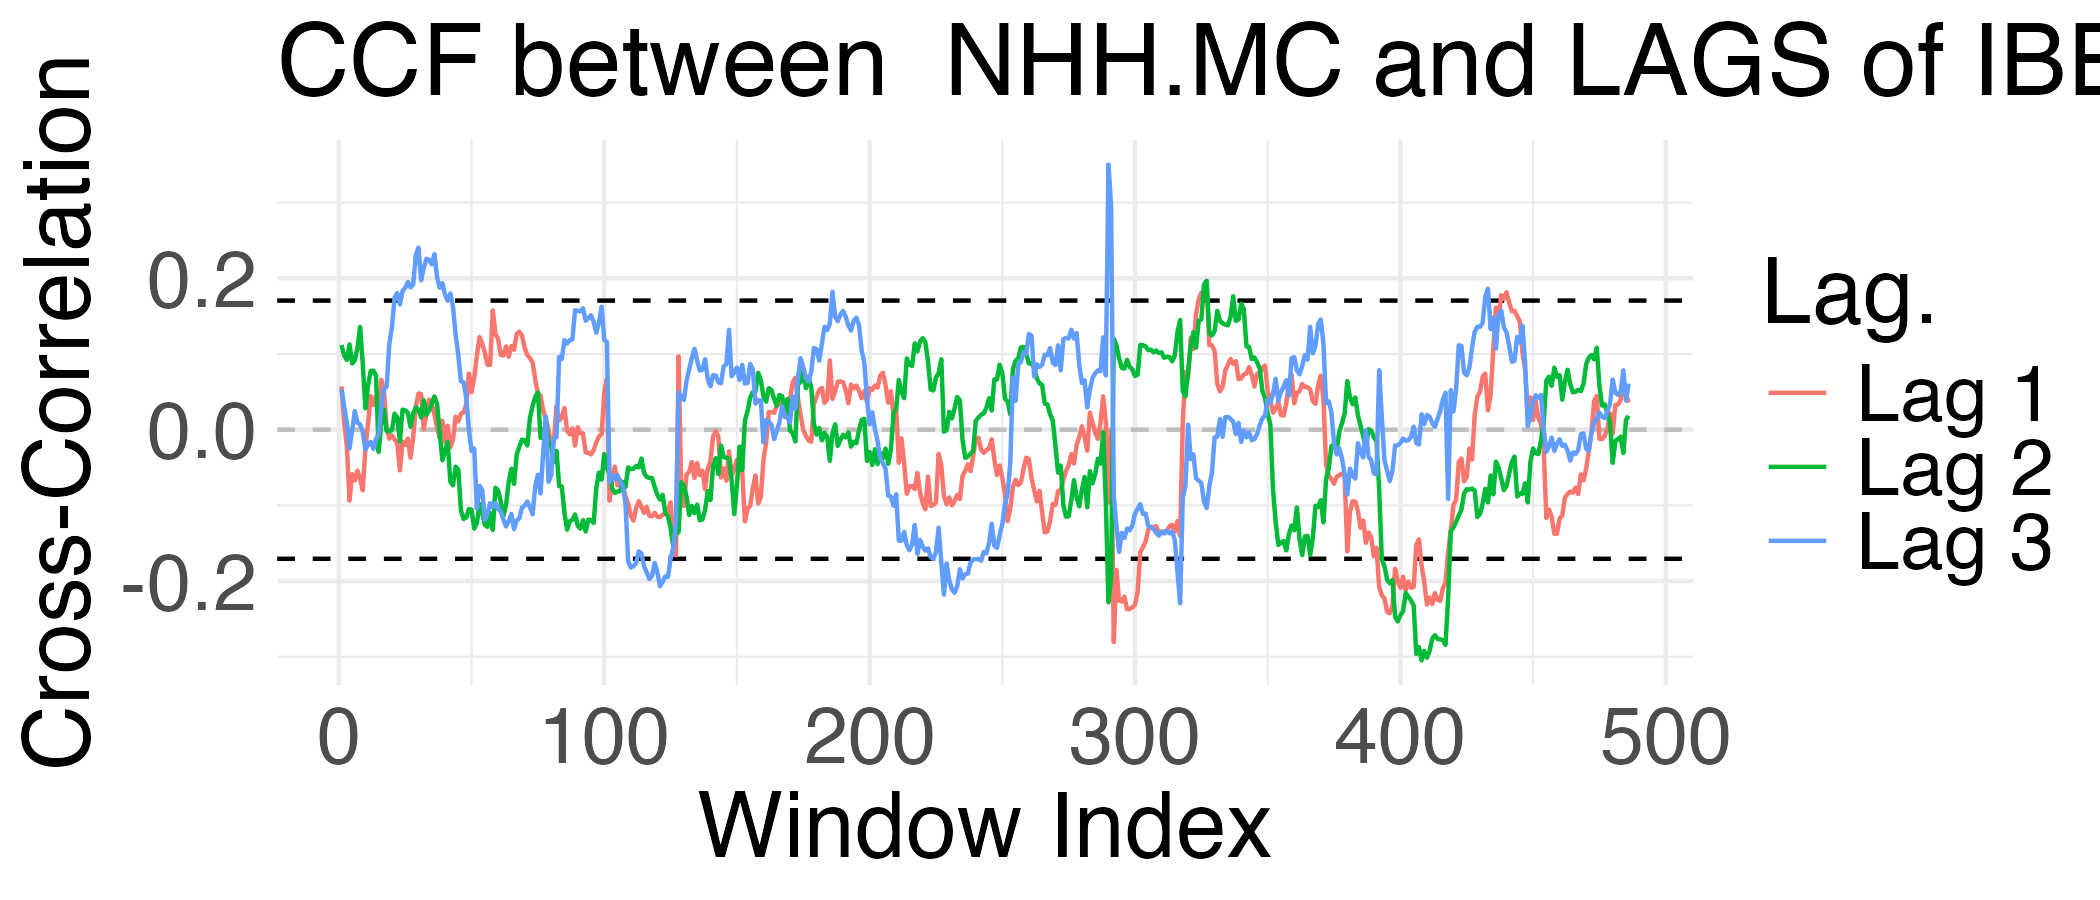 CCF between NHH.MC and LAGS of IBE
Cross-Correlation
0.2
0.0
-0.2
0
100
200
300
400
500
Window Index
Lag.
Lag 1
Lag 2
Lag 3